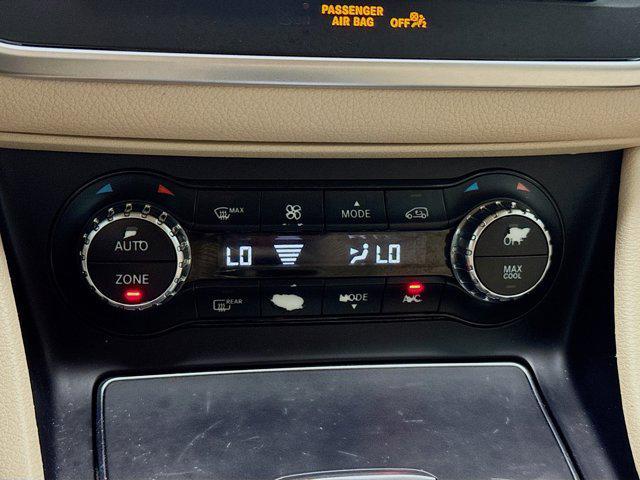 PASSENGER
AIR BAG OFF
MAX
MODE
AUTO
ZONE
LO
LO
OFF
MAX
COOL
REAR
MODE
A/C